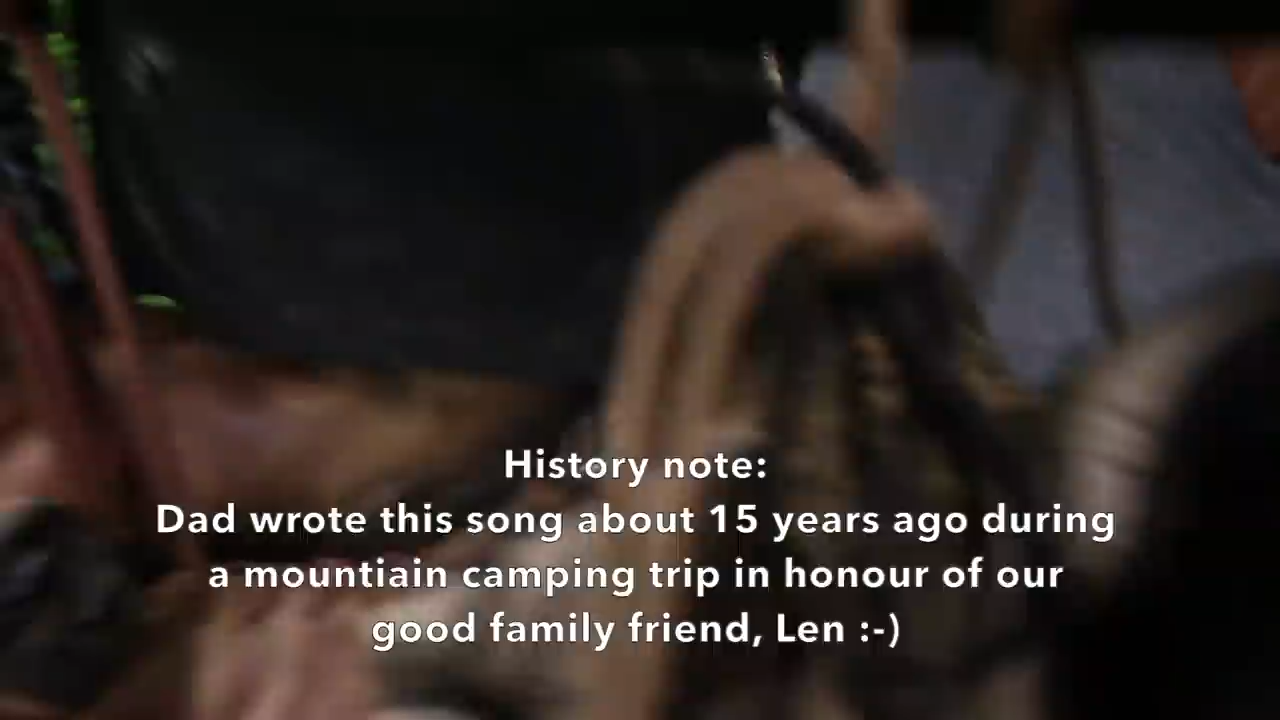 History note:
Dad wrote this song about 15 years ago during
a mountiain camping trip in honour of our
good family friend, Len :-)